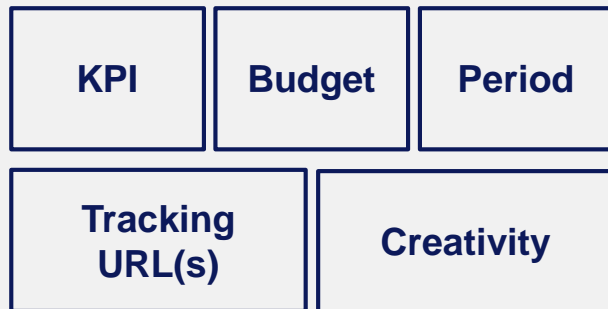 KPI
Budget
Period
Tracking
URL(s)
Creativity